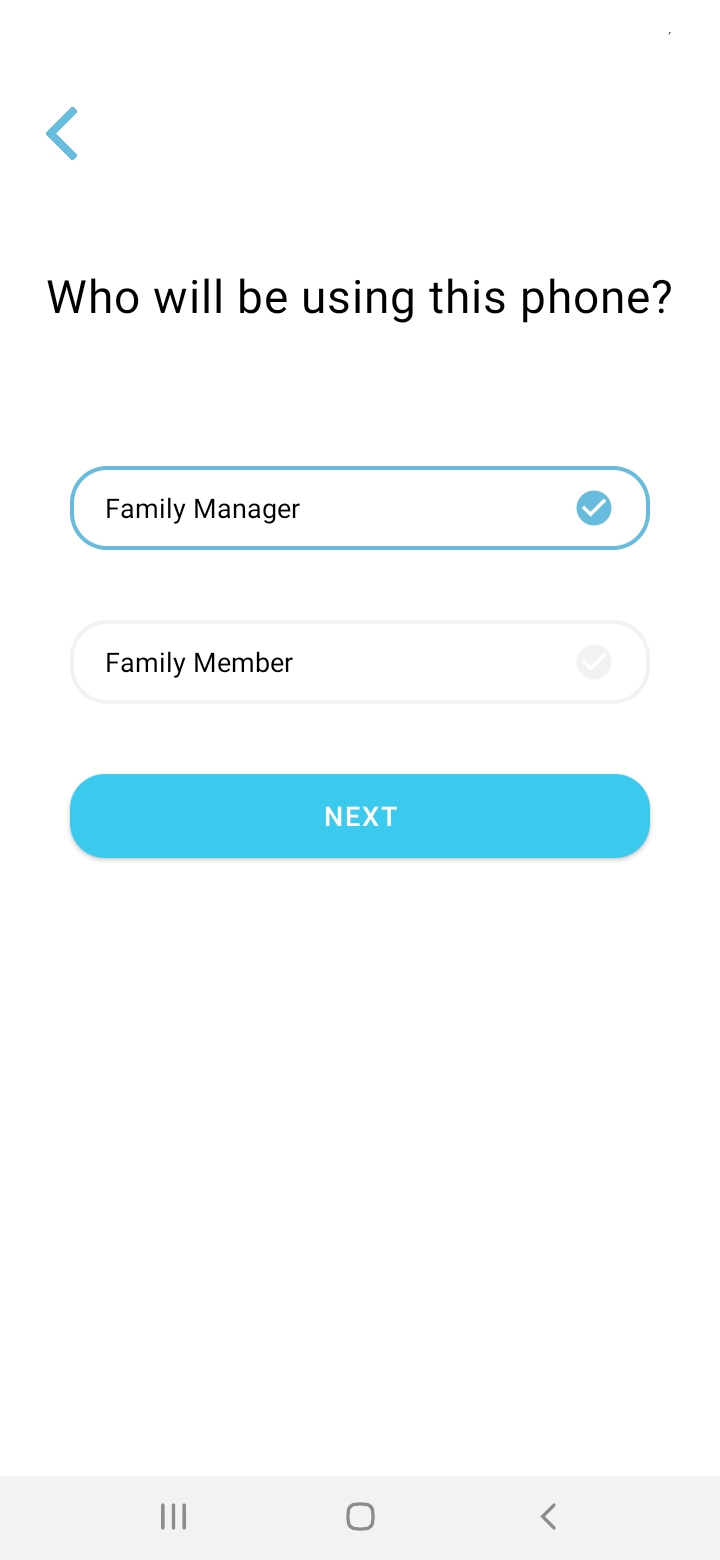 Who will be using this phone?
Family Manager
Family Member
NEXT